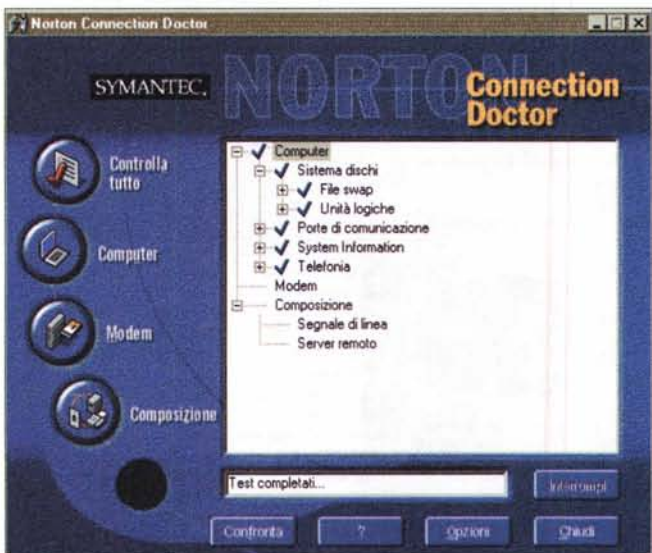 Norton Connection Doctor
SYMANTEC.
NORTON
Connection
Doctor
Controlla
tutto
Computer
Modem
Composizione
Computer
Sistema dischi
File swap
Unità logiche
Porte di comunicazione
System Information
Telefonia
Modem
Composizione
Segnale di linea
Server remoto
Test completati...
Interrompi
Confronta
?
Opzioni
Chiudi